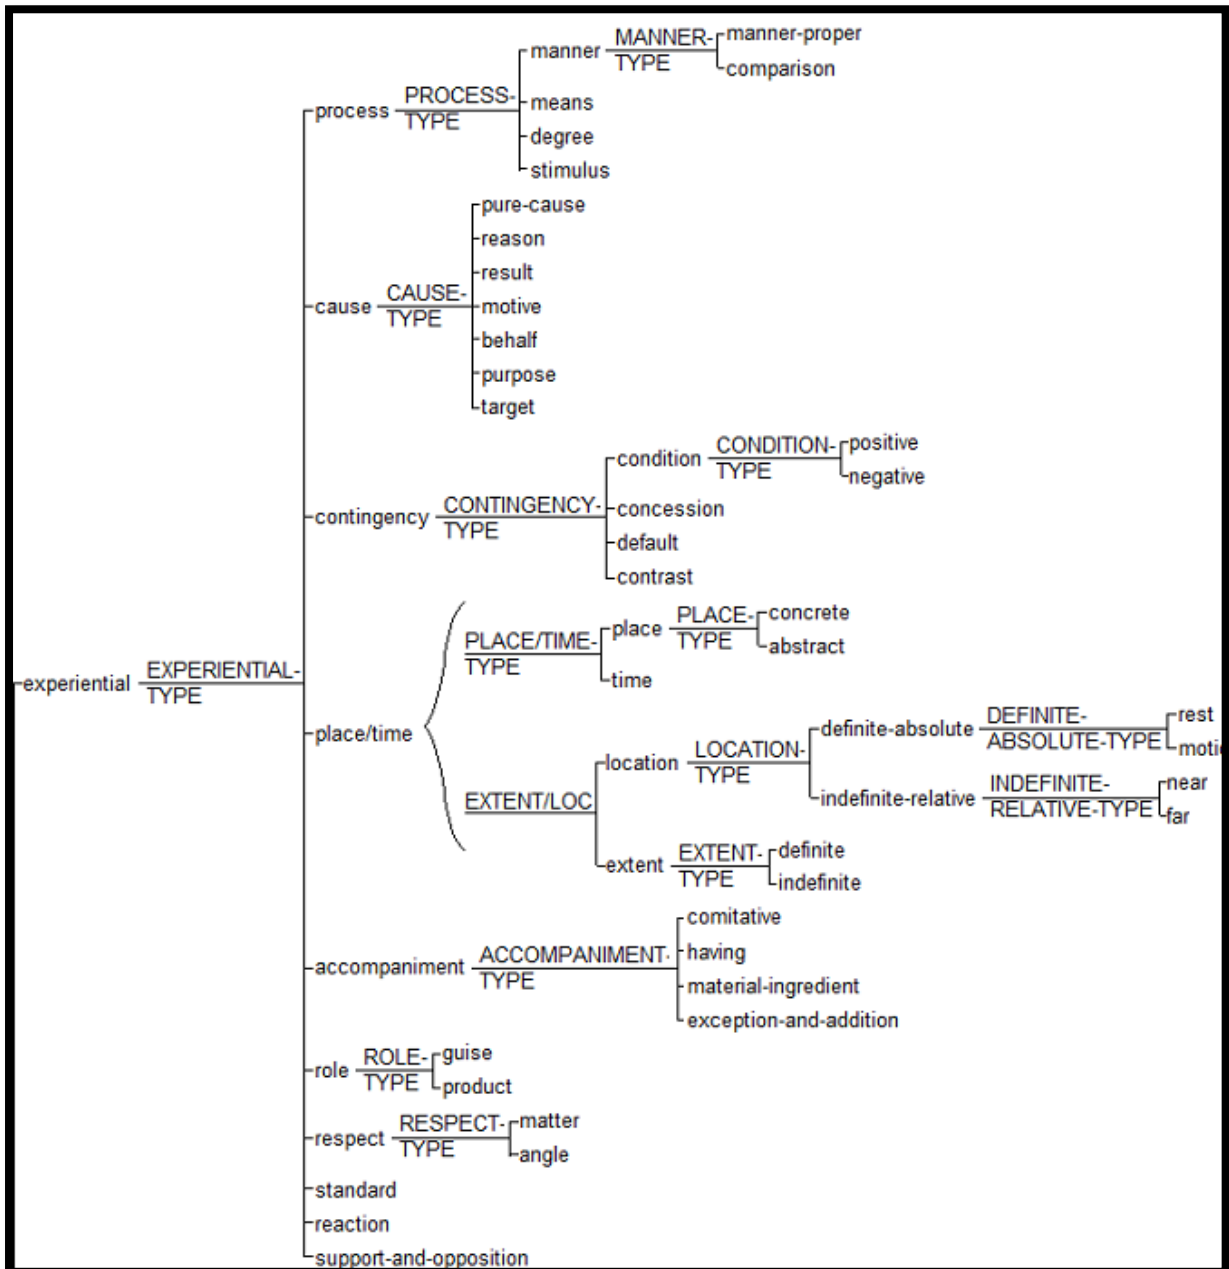 manner MANNER- manner-proper
TYPE comparison
process PROCESS- means
TYPE degree
stimulus
pure-cause
reason
result
cause CAUSE- motive
TYPE behalf
purpose
target
condition CONDITION- positive
TYPE negative
contingency CONTINGENCY- concession
TYPE default
contrast
PLACE/TIME- place PLACE- concrete
TYPE TYPE abstract
time
experiential EXPERIENTIAL-
TYPE
place/time
definite-absolute DEFINITE- rest
ABSOLUTE-TYPE moti
location LOCATION-
TYPE
indefinite-relative INDEFINITE- near
RELATIVE-TYPE far
EXTENT/LOC
extent EXTENT- definite
TYPE indefinite
comitative
accompaniment ACCOMPANIMENT- having
TYPE material-ingredient
exception-and-addition
role ROLE- guise
TYPE product
respect RESPECT- matter
TYPE angle
standard
reaction
support-and-opposition